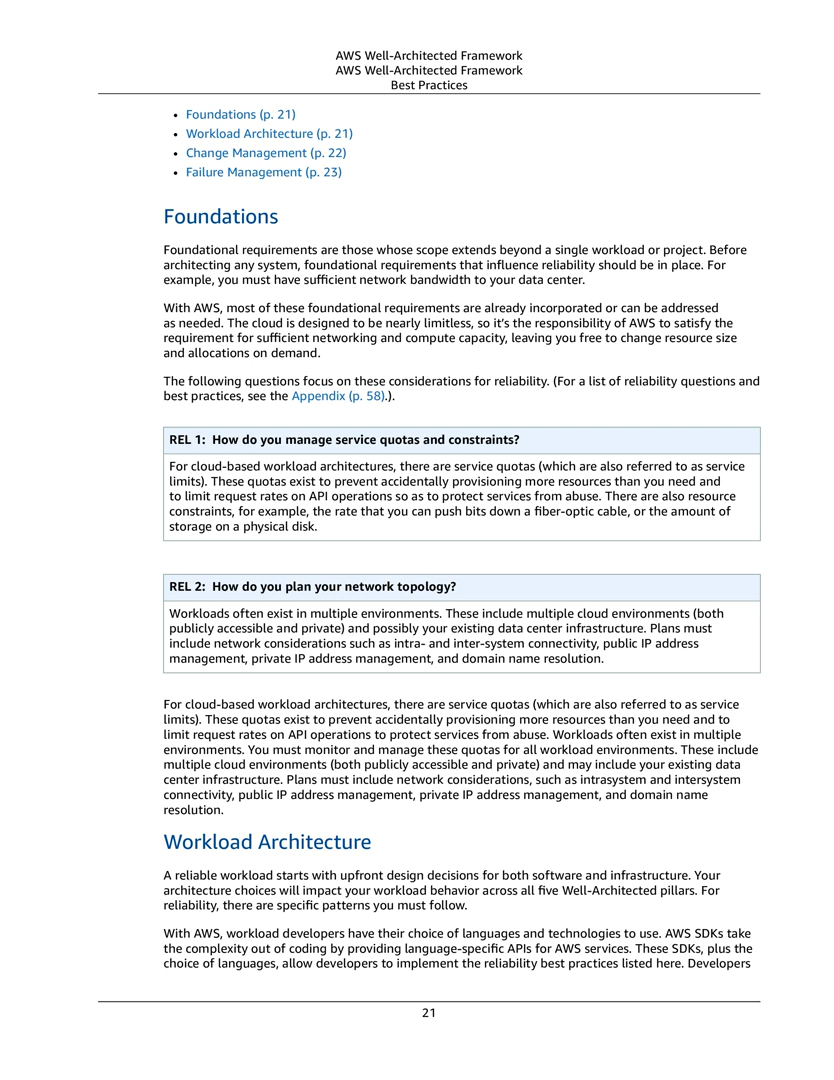 AWS Well-Architected Framework
AWS Well-Architected Framework
Best Practices
• Foundations (p. 21)
• Workload Architecture (p. 21)
• Change Management (p. 22)
• Failure Management (p. 23)
Foundations
Foundational requirements are those whose scope extends beyond a single workload or project. Before
architecting any system, foundational requirements that influence reliability should be in place. For
example, you must have sufficient network bandwidth to your data center.
With AWS, most of these foundational requirements are already incorporated or can be addressed
as needed. The cloud is designed to be nearly limitless, so it's the responsibility of AWS to satisfy the
requirement for sufficient networking and compute capacity, leaving you free to change resource size
and allocations on demand.
The following questions focus on these considerations for reliability. (For a list of reliability questions and
best practices, see the Appendix (p. 58).).
REL 1: How do you manage service quotas and constraints?
For cloud-based workload architectures, there are service quotas (which are also referred to as service
limits). These quotas exist to prevent accidentally provisioning more resources than you need and
to limit request rates on API operations so as to protect services from abuse. There are also resource
constraints, for example, the rate that you can push bits down a fiber-optic cable, or the amount of
storage on a physical disk.
REL 2: How do you plan your network topology?
Workloads often exist in multiple environments. These include multiple cloud environments (both
publicly accessible and private) and possibly your existing data center infrastructure. Plans must
include network considerations such as intra- and inter-system connectivity, public IP address
management, private IP address management, and domain name resolution.
For cloud-based workload architectures, there are service quotas (which are also referred to as service
limits). These quotas exist to prevent accidentally provisioning more resources than you need and to
limit request rates on API operations to protect services from abuse. Workloads often exist in multiple
environments. You must monitor and manage these quotas for all workload environments. These include
multiple cloud environments (both publicly accessible and private) and may include your existing data
center infrastructure. Plans must include network considerations, such as intrasystem and intersystem
connectivity, public IP address management, private IP address management, and domain name
resolution.
Workload Architecture
A reliable workload starts with upfront design decisions for both software and infrastructure. Your
architecture choices will impact your workload behavior across all five Well-Architected pillars. For
reliability, there are specific patterns you must follow.
With AWS, workload developers have their choice of languages and technologies to use. AWS SDKs take
the complexity out of coding by providing language-specific APIs for AWS services. These SDKs, plus the
choice of languages, allow developers to implement the reliability best practices listed here. Developers
21